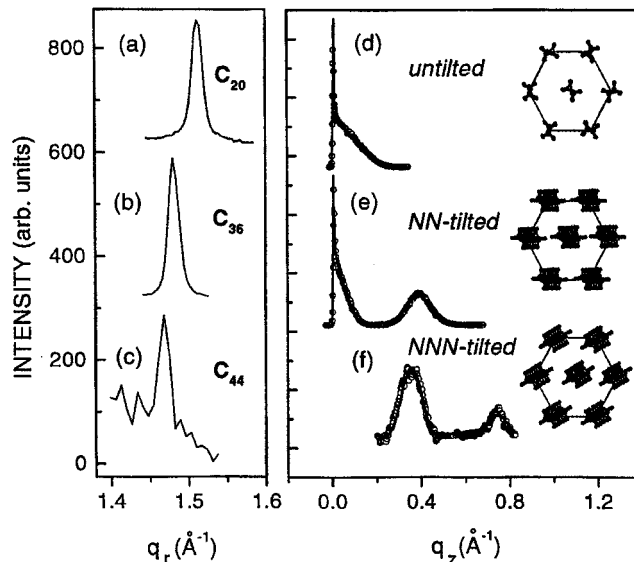 INTENSITY (arb. units)
800
600
400
200
0
(a)
C20
(b)
C36
(c)
C44
1.4 1.5 1.6
qr(Å-1)
(d)
untilted
(e)
NN-tilted
(f)
NNN-tilted
0.0 0.4 0.8 1.2
qz(Å-1)